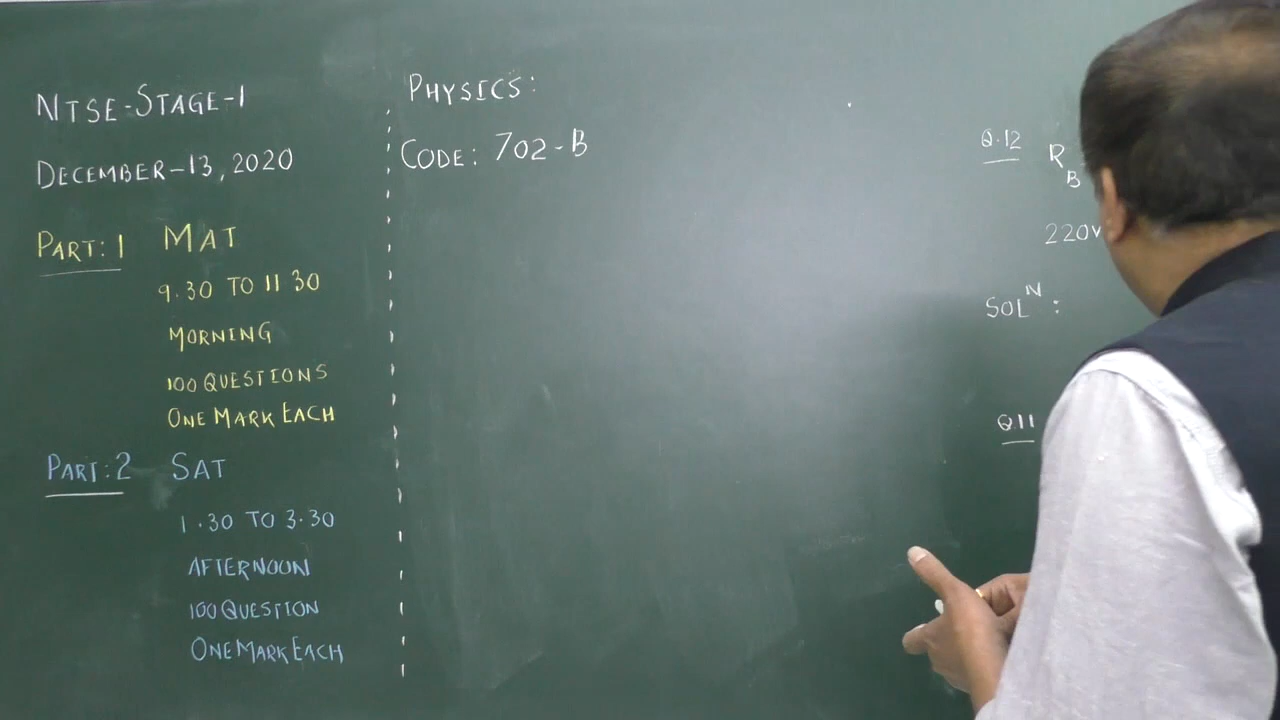 NTSE-STAGE-1
DECEMBER-13, 2020
PART: 1 MAT
9.30 TO 11 30
MORNING
100 QUESTIONS
ONE MARK EACH
PART: 2 SAT
1.30 TO 3.30
AFTERNOON
100 QUESTION
ONE MARK EACH
PHYSICS:
CODE: 702-B
Q.12 R
B
220V
SOLN:
Q.11